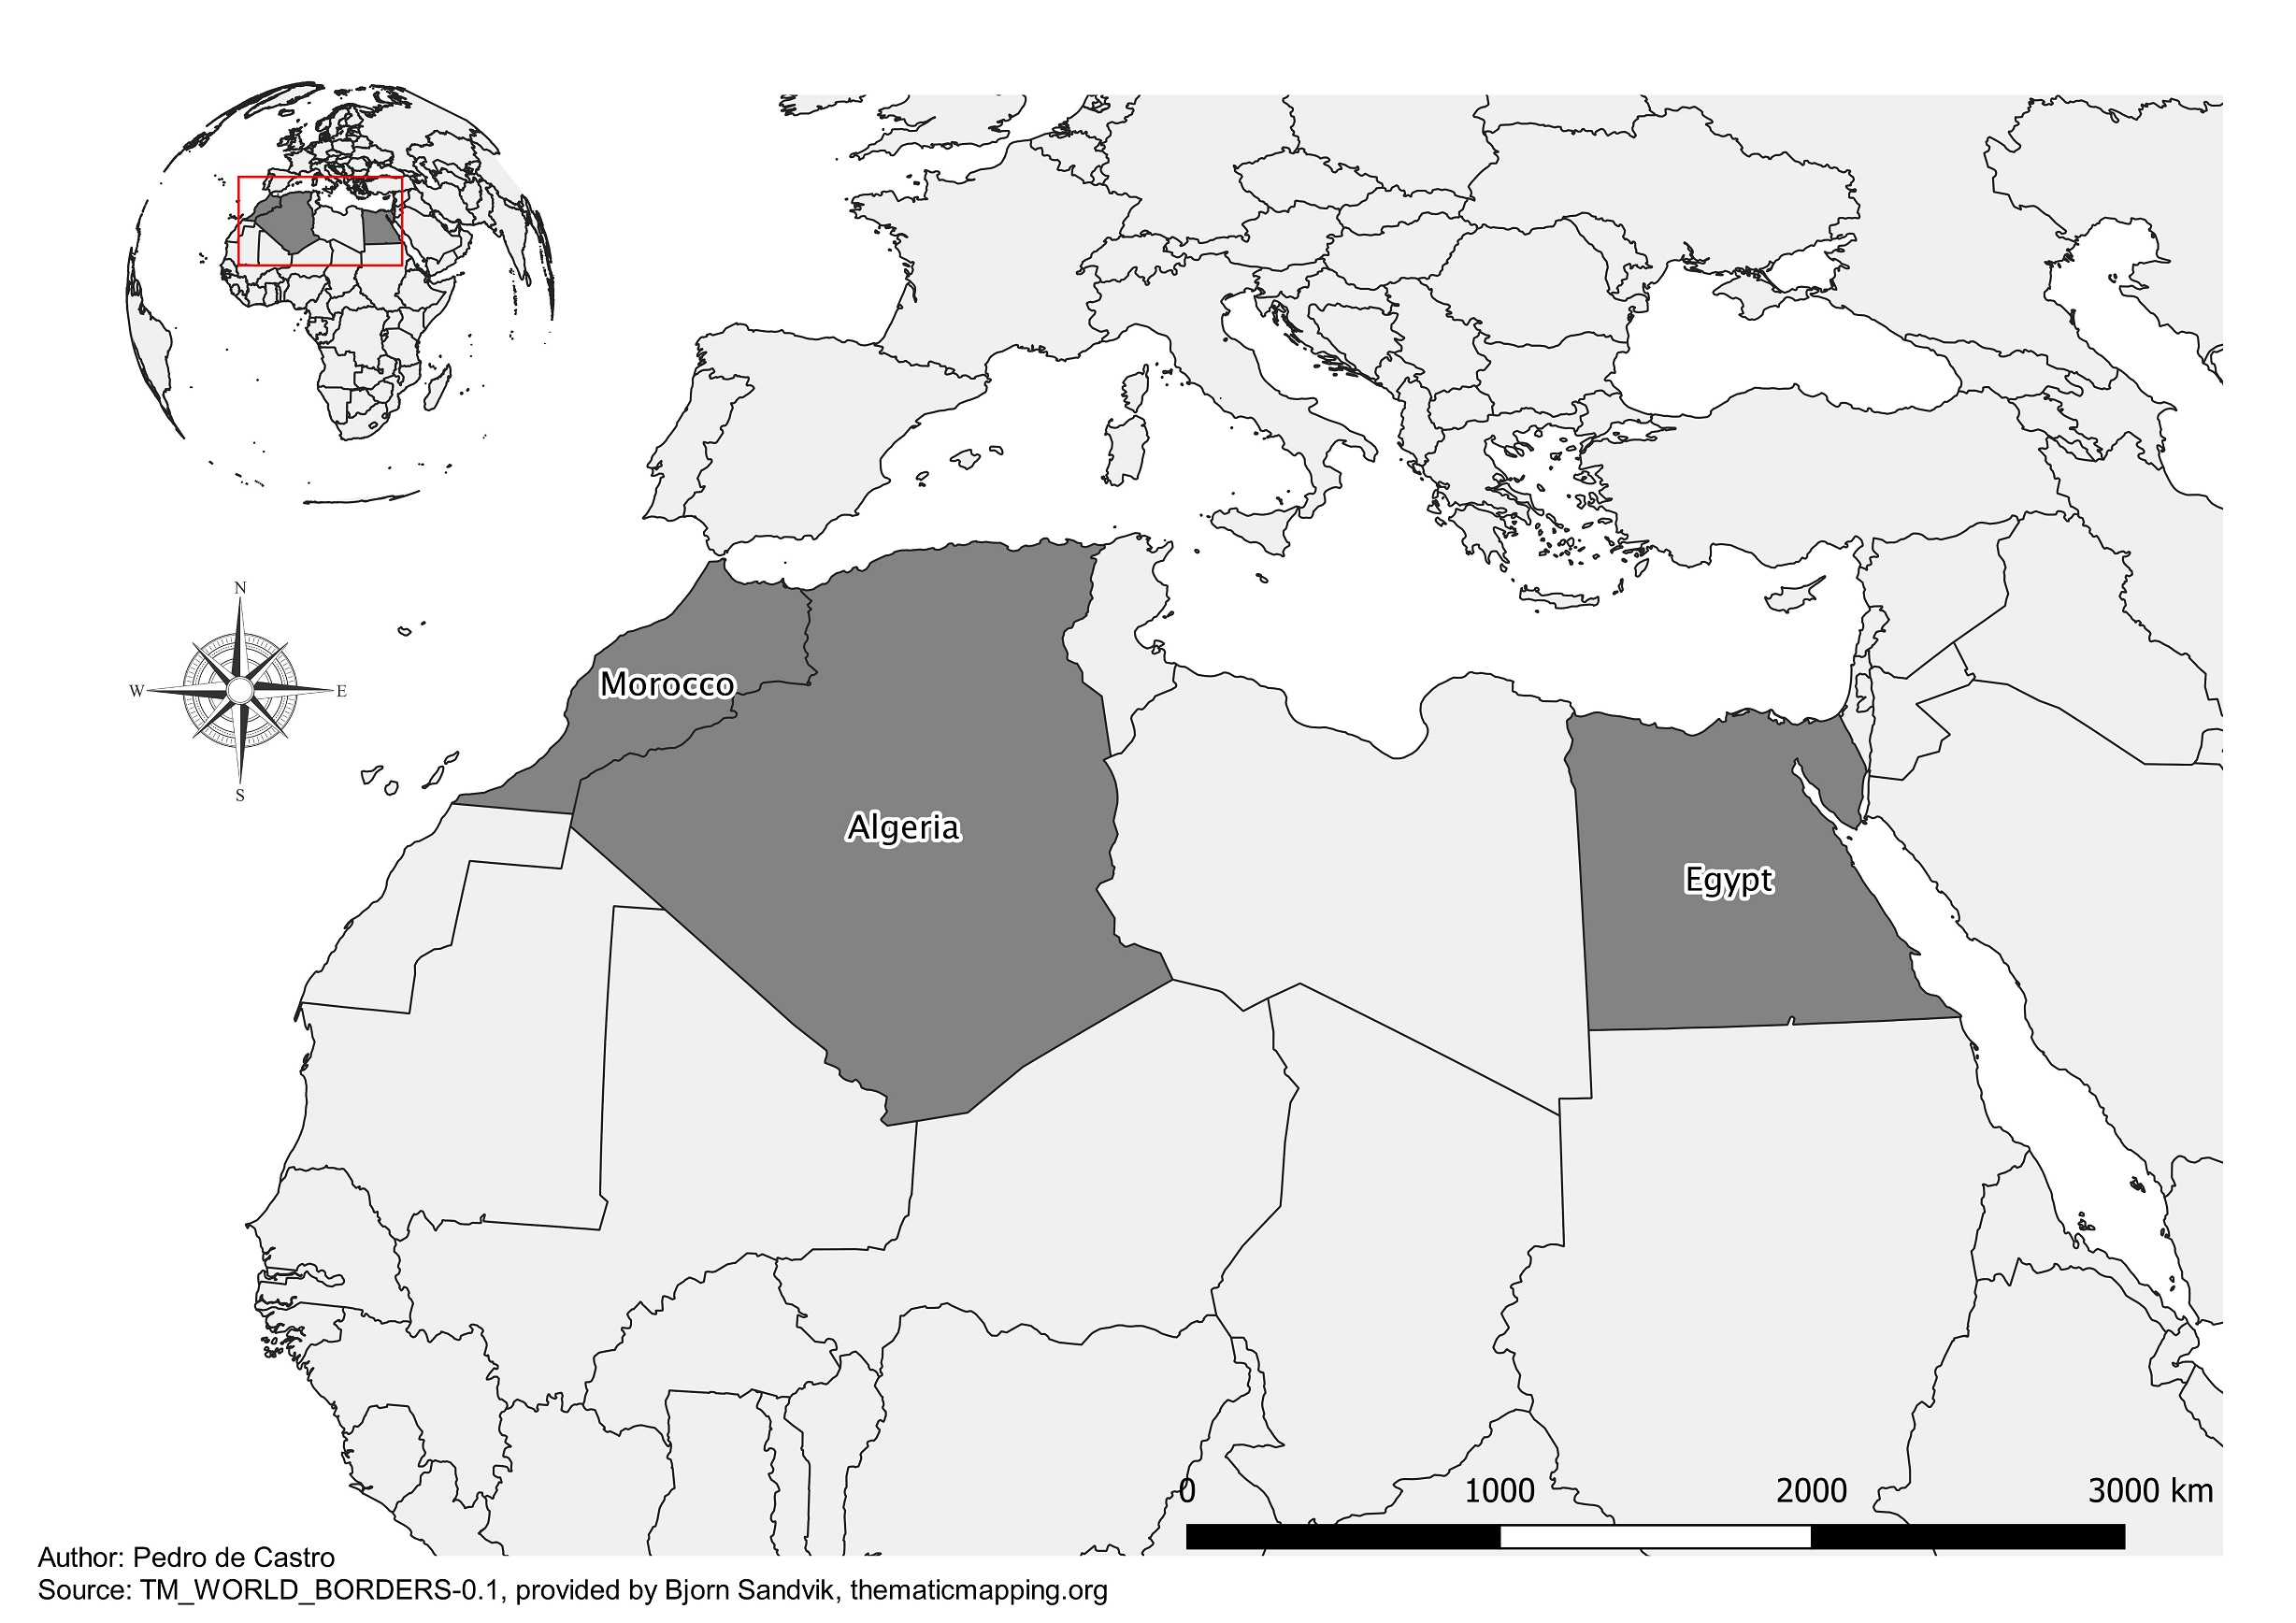 N
W E
S
Morocco
Algeria
Egypt
0 1000 2000 3000 km
Author: Pedro de Castro
Source: TM_WORLD_BORDERS-0.1, provided by Bjorn Sandvik, thematicmapping.org